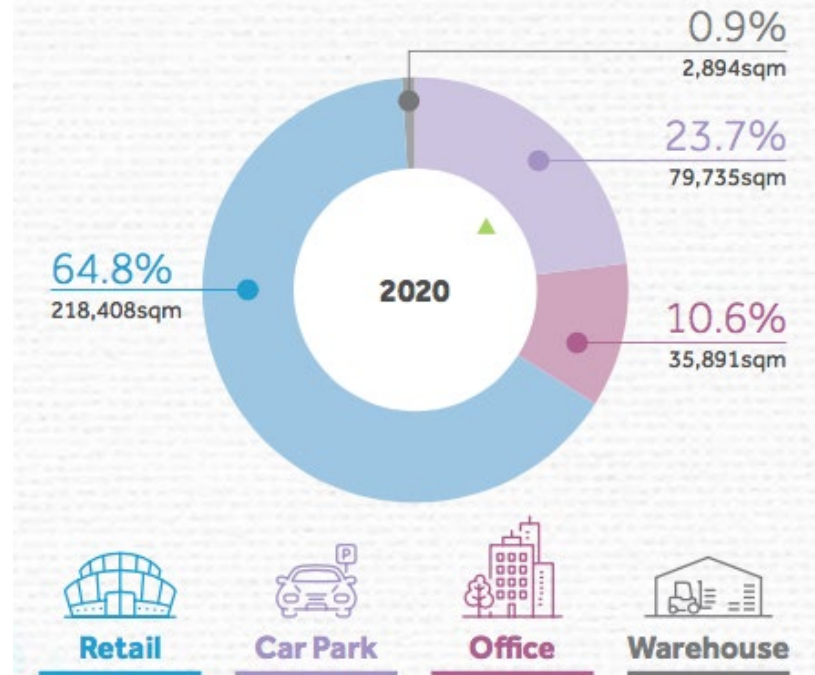 0.9%
2,894sqm
23.7%
79,735sqm
64.8%
218,408sqm
2020
10.6%
35,891sqm
P
Retail
Car Park
Office
Warehouse